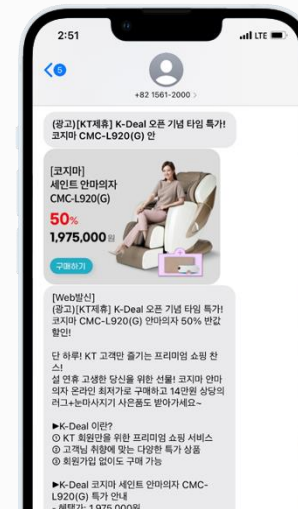 2:51
LTE
5
+82 1561-2000 >
(광고)[KT제휴] K-Deal 오픈 기념 타임 특가!
코지마 CMC-L920(G) 안
[코지마]
세인트 안마의자
CMC-L920(G)
50%
1,975,000원
구매하기
[Web발신]
(광고)[KT제휴] K-Deal 오픈 기념 타임 특가!
코지마 CMC-L920(G) 안마의자 50% 반값
할인!
단 하루! KT 고객만 즐기는 프리미엄 쇼핑 찬
스!
설 연휴 고생한 당신을 위한 선물! 코지마 안마
의자 온라인 최저가로 구매하고 14만원 상당의
러그+눈마사지기 사은품도 받아가세요~
▶K-Deal 이란?
① KT 회원만을 위한 프리미엄 쇼핑 서비스
② 고객님 취향에 맞는 다양한 특가 상품
③ 회원가입 없이도 구매 가능
▶K-Deal 코지마 세인트 안마의자 CMC-
L920(G) 특가 안내
- 혜택가: 1,975,000원